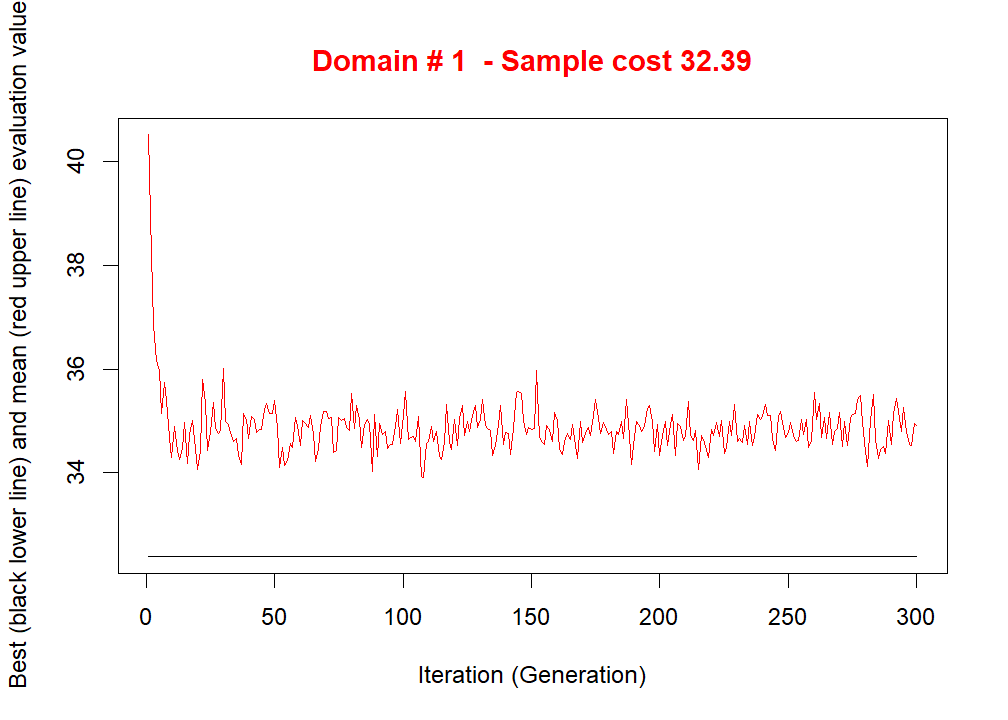 Domain # 1 - Sample cost 32.39
Best (black lower line) and mean (red upper line) evaluation value
40
38
36
34
0 50 100 150 200 250 300
Iteration (Generation)